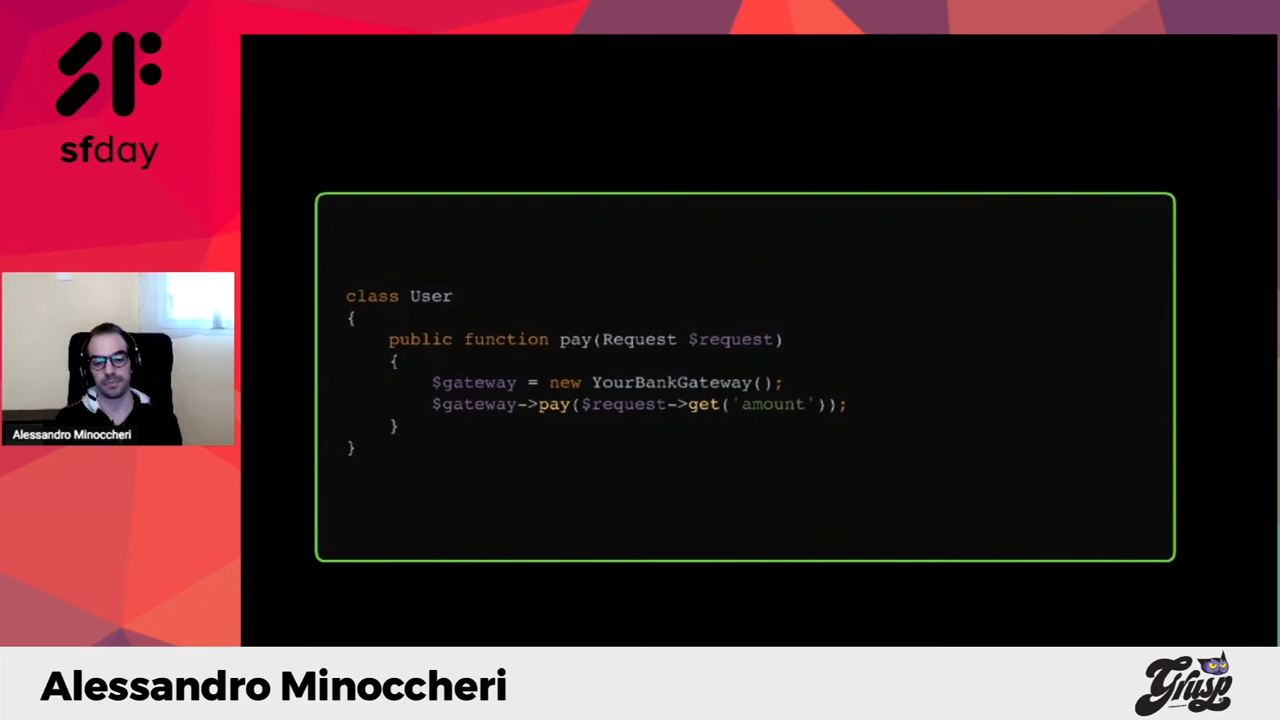 sfday
class User
{
public function pay(Request $request)
{
$gateway = new YourBankGateway();
$gateway->pay($request->get('amount'));
}
}
Alessandro Minoccheri
Alessandro Minoccheri
Grusp